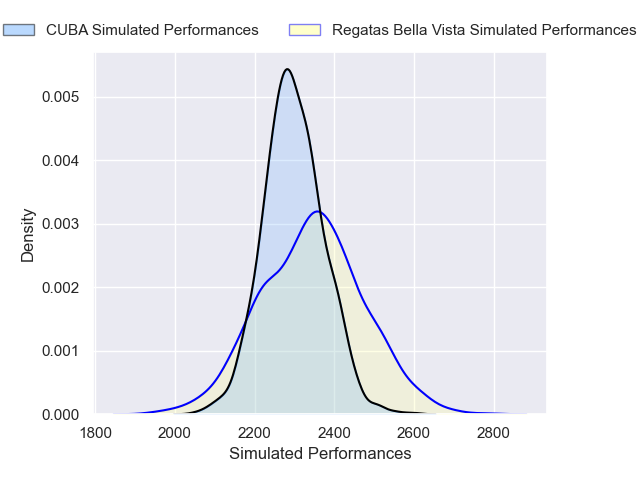 CUBA Simulated Performances
Regatas Bella Vista Simulated Performances
0.005
0.004
0.003
0.002
0.001
0.000
Density
1800 2000 2200 2400 2600 2800
Simulated Performances